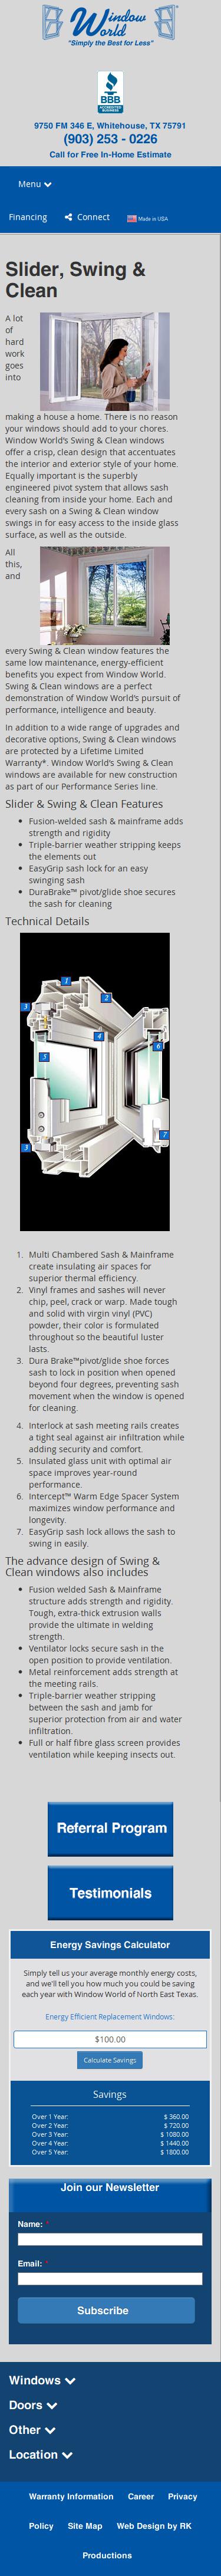 Window World®
"Simply the Best for Less"
BBB
ACCREDITED BUSINESS
9750 FM 346 E, Whitehouse, TX 75791
(903) 253 - 0226
Call for Free In-Home Estimate
Menu
Financing Connect Made in USA
Slider, Swing &
Clean
A lot
of
hard
work
goes
into
making a house a home. There is no reason
your windows should add to your chores.
Window World's Swing & Clean windows
offer a crisp, clean design that accentuates
the interior and exterior style of your home.
Equally important is the superbly
engineered pivot system that allows sash
cleaning from inside your home. Each and
every sash on a Swing & Clean window
swings in for easy access to the inside glass
surface, as well as the outside.
All
this,
and
every Swing & Clean window features the
same low maintenance, energy-efficient
benefits you expect from Window World.
Swing & Clean windows are a perfect
demonstration of Window World's pursuit of
performance, intelligence and beauty.
In addition to a wide range of upgrades and
decorative options, Swing & Clean windows
are protected by a Lifetime Limited
Warranty*. Window World's Swing & Clean
windows are available for new construction
as part of our Performance Series line.
Slider & Swing & Clean Features
Fusion-welded sash & mainframe adds
strength and rigidity
Triple-barrier weather stripping keeps
the elements out
EasyGrip sash lock for an easy
swinging sash
DuraBrake™ pivot/glide shoe secures
the sash for cleaning
Technical Details
1
2
3
4
5
6
7
3
1. Multi Chambered Sash & Mainframe
create insulating air spaces for
superior thermal efficiency.
2. Vinyl frames and sashes will never
chip, peel, crack or warp. Made tough
and solid with virgin vinyl (PVC)
powder, their color is formulated
throughout so the beautiful luster
lasts.
3. Dura Brake™pivot/glide shoe forces
sash to lock in position when opened
beyond four degrees, preventing sash
movement when the window is opened
for cleaning.
4. Interlock at sash meeting rails creates
a tight seal against air infiltration while
adding security and comfort.
5. Insulated glass unit with optimal air
space improves year-round
performance.
6. Intercept™ Warm Edge Spacer System
maximizes window performance and
longevity.
7. EasyGrip sash lock allows the sash to
swing in easily.
The advance design of Swing &
Clean windows also includes
Fusion welded Sash & Mainframe
structure adds strength and rigidity.
Tough, extra-thick extrusion walls
provide the ultimate in welding
strength.
Ventilator locks secure sash in the
open position to provide ventilation.
Metal reinforcement adds strength at
the meeting rails.
Triple-barrier weather stripping
between the sash and jamb for
superior protection from air and water
infiltration.
Full or half fibre glass screen provides
ventilation while keeping insects out.
Referral Program
Testimonials
Energy Savings Calculator
Simply tell us your average monthly energy costs,
and we'll tell you how much you could be saving
each year with Window World of North East Texas.
Energy Efficient Replacement Windows:
$100.00
Calculate Savings
Savings
Over 1 Year: $ 360.00
Over 2 Year: $ 720.00
Over 3 Year: $ 1080.00
Over 4 Year: $ 1440.00
Over 5 Year: $ 1800.00
Join our Newsletter
Name: *
Email: *
Subscribe
Windows
Doors
Other
Location
Warranty Information Career Privacy
Policy Site Map Web Design by RK
Productions